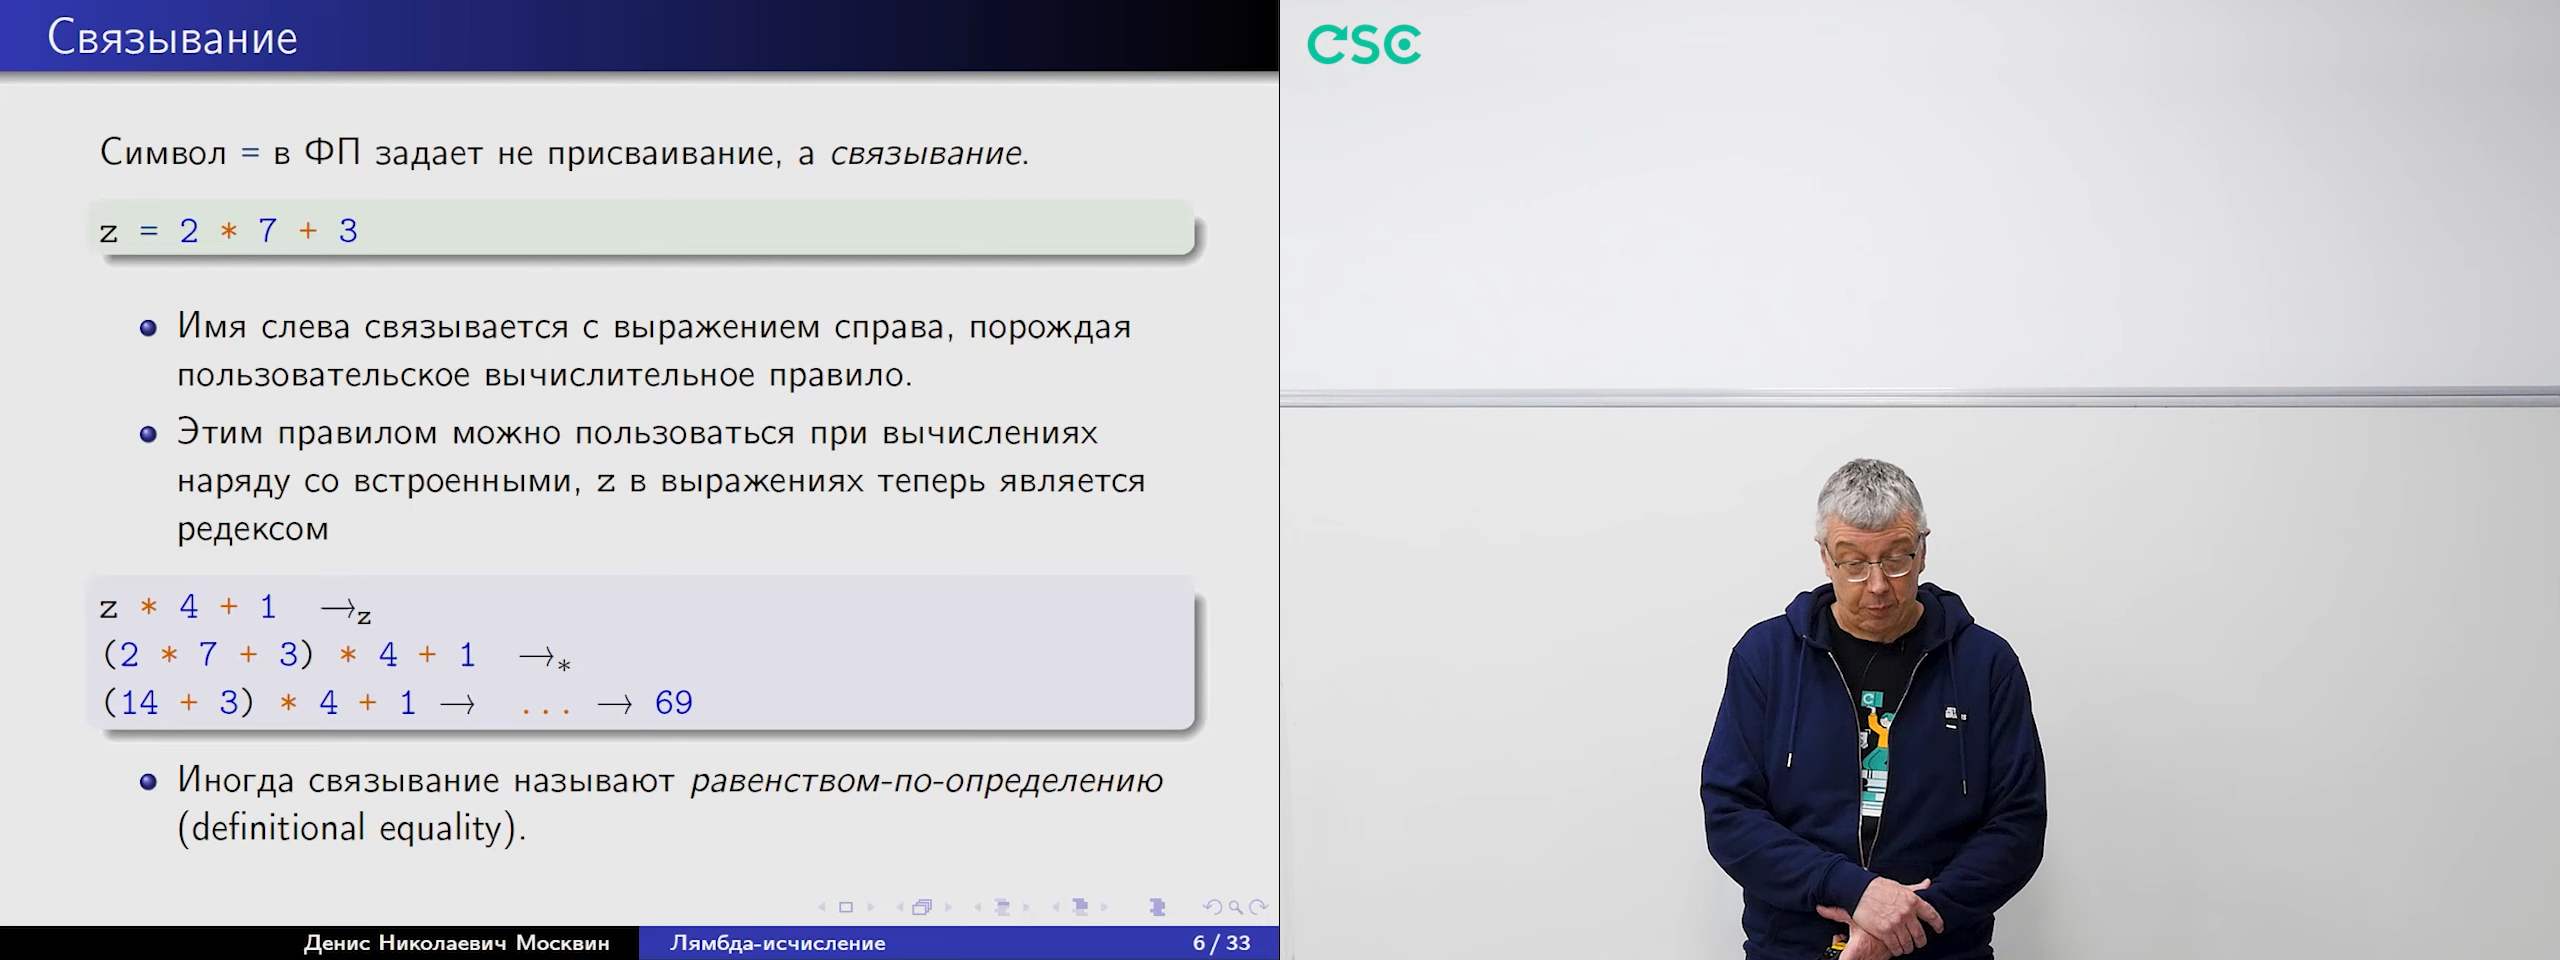 Связывание
CSC
Символ = в ФП задает не присваивание, а связывание.
z = 2 * 7 + 3
Имя слева связывается с выражением справа, порождая
пользовательское вычислительное правило.
Этим правилом можно пользоваться при вычислениях
наряду со встроенными, z в выражениях теперь является
редексом
z * 4 + 1 →z
(2 * 7 + 3) * 4 + 1 →*
(14 + 3) * 4 + 1 → ... → 69
Иногда связывание называют равенством-по-определению
(definitional equality).
Денис Николаевич Москвин
Лямбда-исчисление
6 / 33